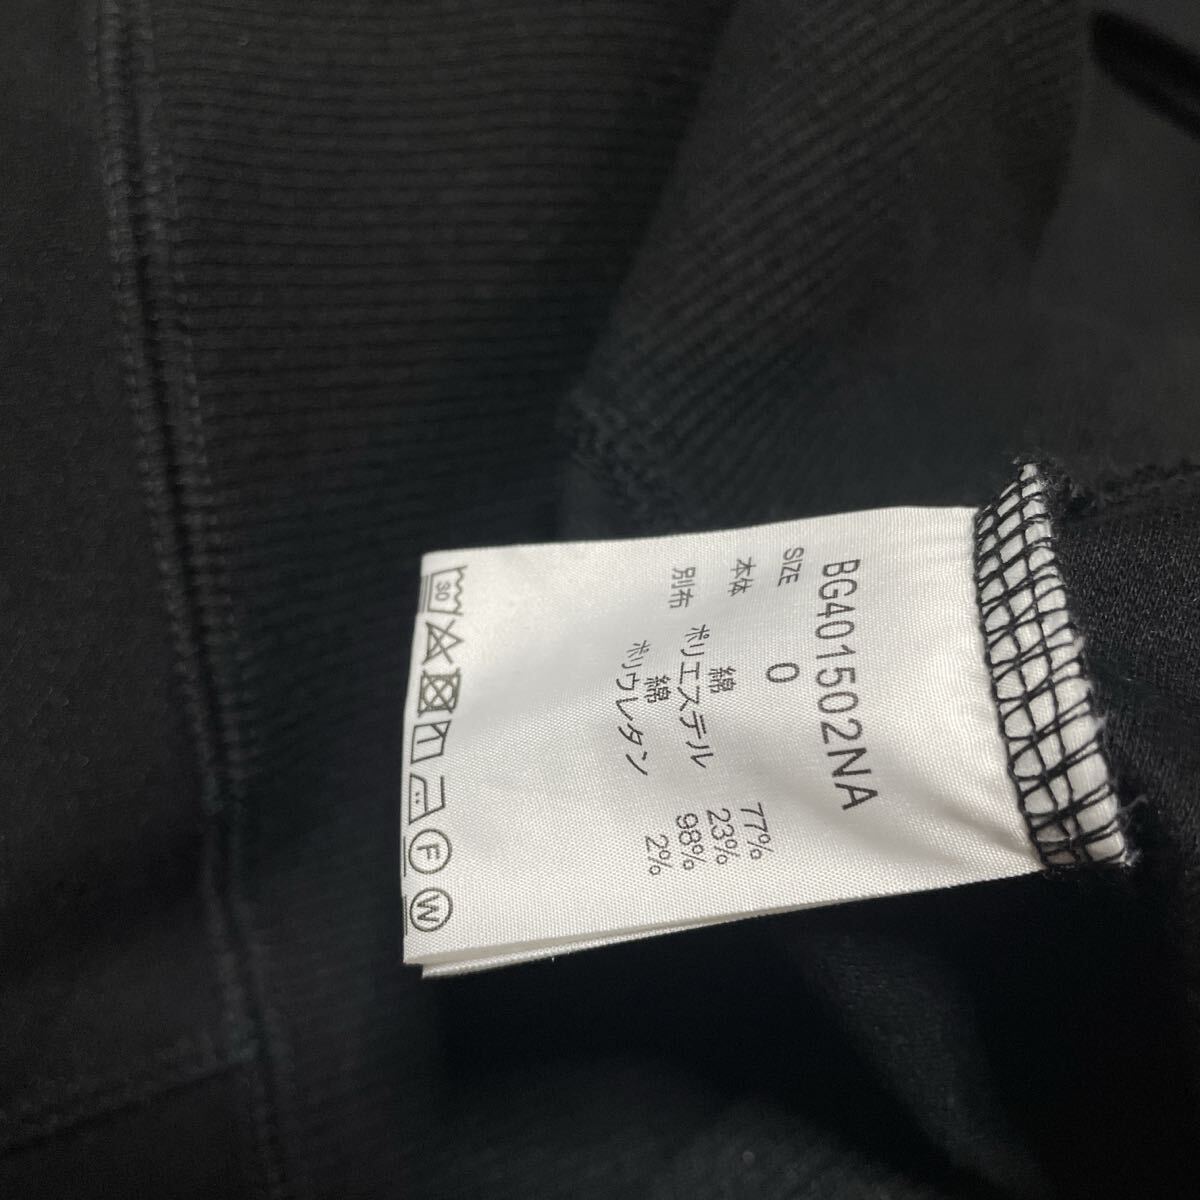 BG401502NA
SIZE 0
本体 綿 77%
ポリエステル 23%
別布 綿 98%
ポリウレタン 2%
30 F W